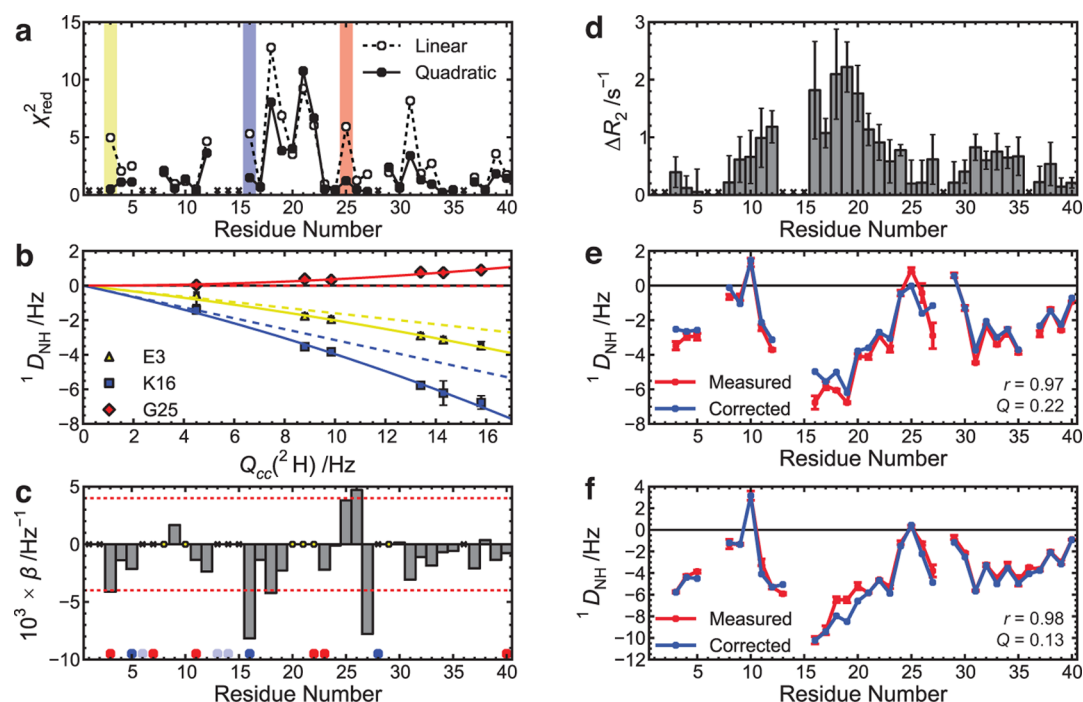 a
15
10
5
0
χ²red
Linear
Quadratic
5 10 15 20 25 30 35 40
Residue Number
b
2
0
−2
−4
−6
−8
¹DNH /Hz
E3
K16
G25
0 2 4 6 8 10 12 14 16
Qcc(²H) /Hz
c
5
0
−5
−10
10³ × β /Hz⁻¹
5 10 15 20 25 30 35 40
Residue Number
d
3
2
1
0
ΔR₂ /s⁻¹
5 10 15 20 25 30 35 40
Residue Number
e
2
0
−2
−4
−6
−8
¹DNH /Hz
Measured
Corrected
r = 0.97
Q = 0.22
5 10 15 20 25 30 35 40
Residue Number
f
4
2
0
−2
−4
−6
−8
−10
−12
¹DNH /Hz
Measured
Corrected
r = 0.98
Q = 0.13
5 10 15 20 25 30 35 40
Residue Number